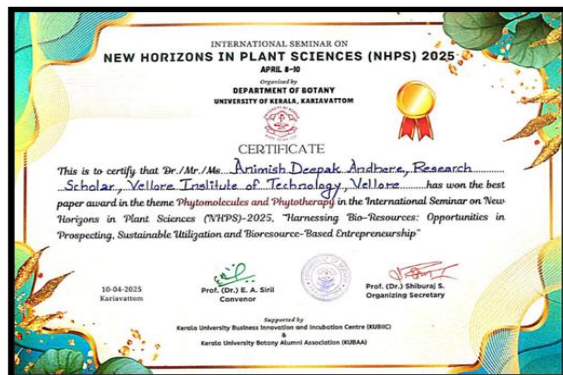 INTERNATIONAL SEMINAR ON
NEW HORIZONS IN PLANT SCIENCES (NHPS) 2025
APRIL 8-10
Organized by
DEPARTMENT OF BOTANY
UNIVERSITY OF KERALA, KARIAVATTOM
CERTIFICATE
This is to certify that Dr./Mr./Ms. Animish Deepak Andhere, Research
Scholar, Vellore Institute of Technology, Vellore has won the best
paper award in the theme Phytomolecules and Phytotherapy in the International Seminar on New
Horizons in Plant Sciences (NHPS)-2025, "Harnessing Bio-Resources: Opportunities in
Prospecting, Sustainable Utilization and Bioresource-Based Entrepreneurship"
10-04-2025
Kariavattom
Prof. (Dr.) E. A. Siril
Convenor
Prof. (Dr.) Shiburaj S.
Organizing Secretary
Supported by
Kerala University Business Innovation and Incubation Centre (KUBIIC)
&
Kerala University Botany Alumni Association (KUBAA)